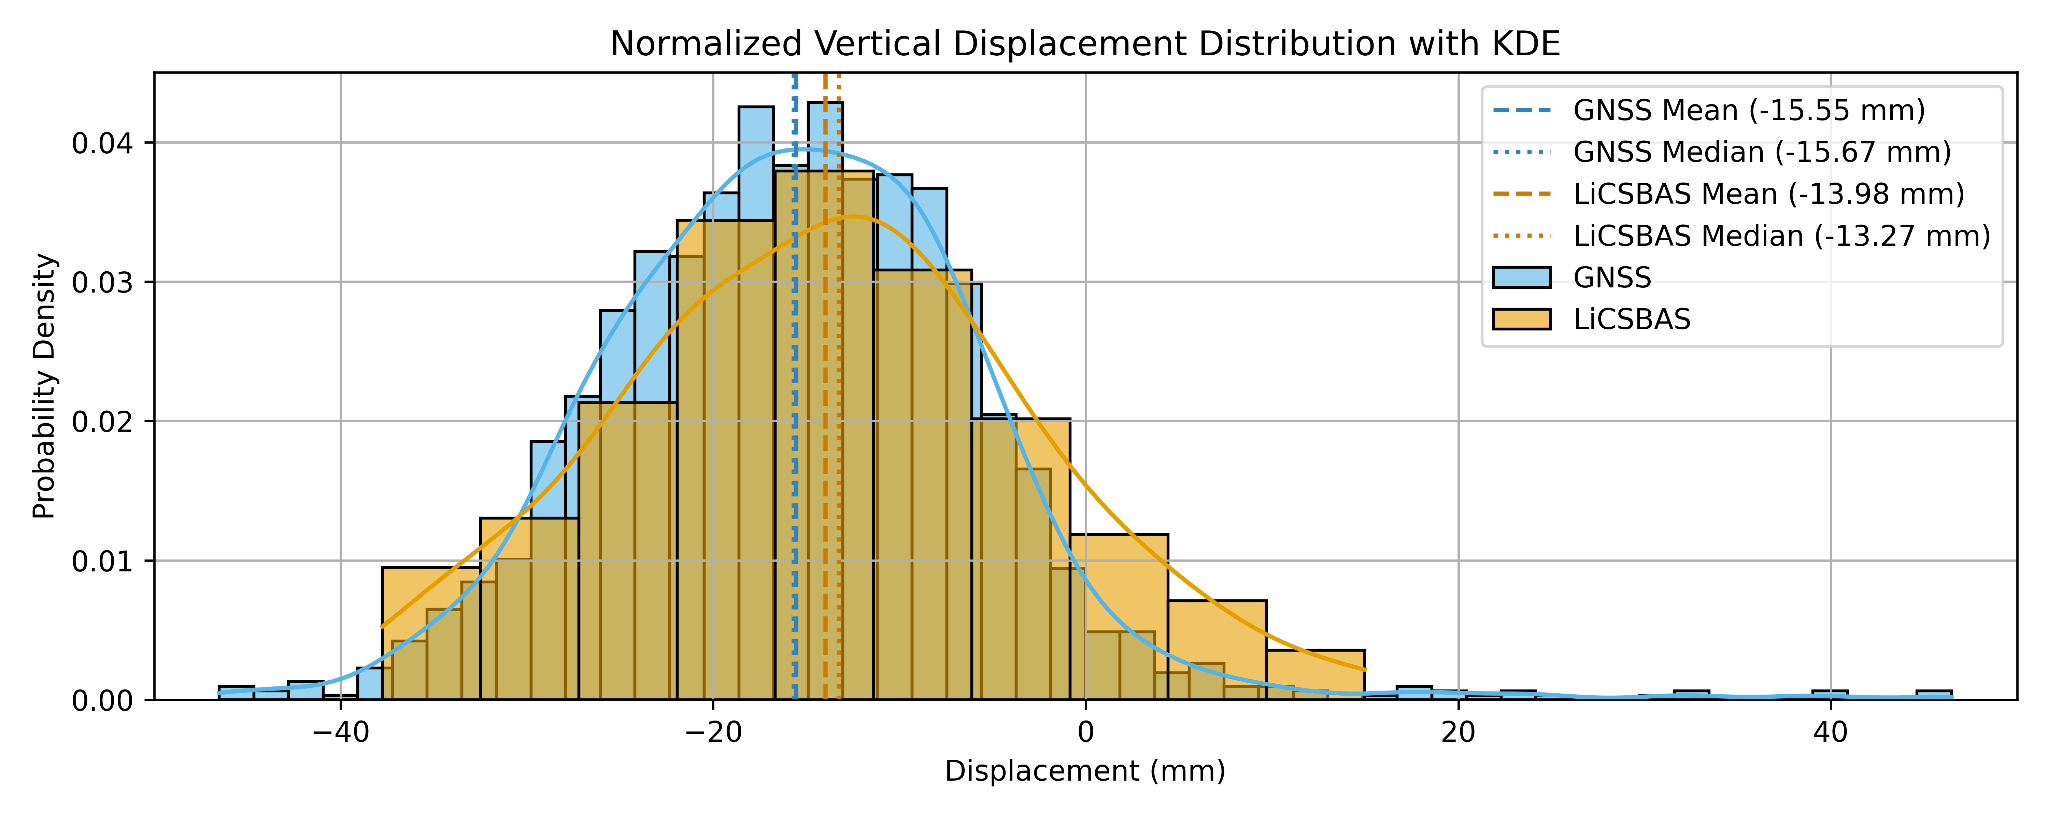 Normalized Vertical Displacement Distribution with KDE
GNSS Mean (-15.55 mm)
GNSS Median (-15.67 mm)
LiCSBAS Mean (-13.98 mm)
LiCSBAS Median (-13.27 mm)
GNSS
LiCSBAS
Probability Density
0.04
0.03
0.02
0.01
0.00
−40
−20
0
20
40
Displacement (mm)